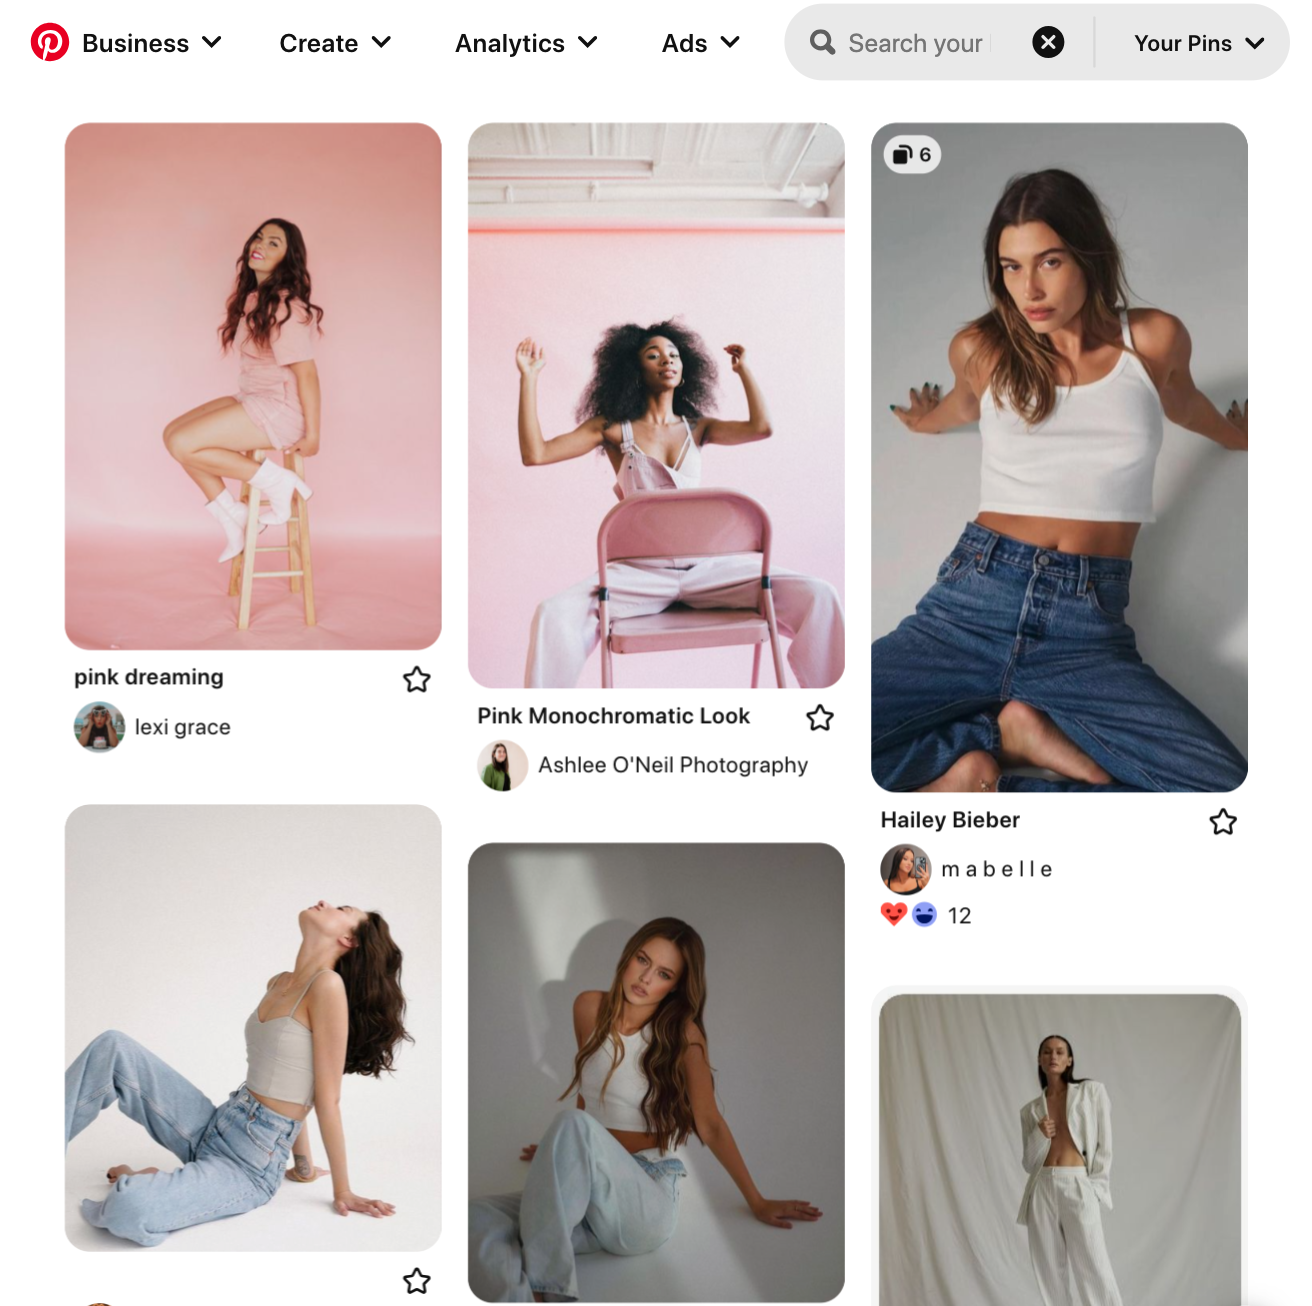 Business
Create
Analytics
Ads
Search your
Your Pins
6
pink dreaming
lexi grace
Pink Monochromatic Look
Ashlee O'Neil Photography
Hailey Bieber
m a b e l l e
12